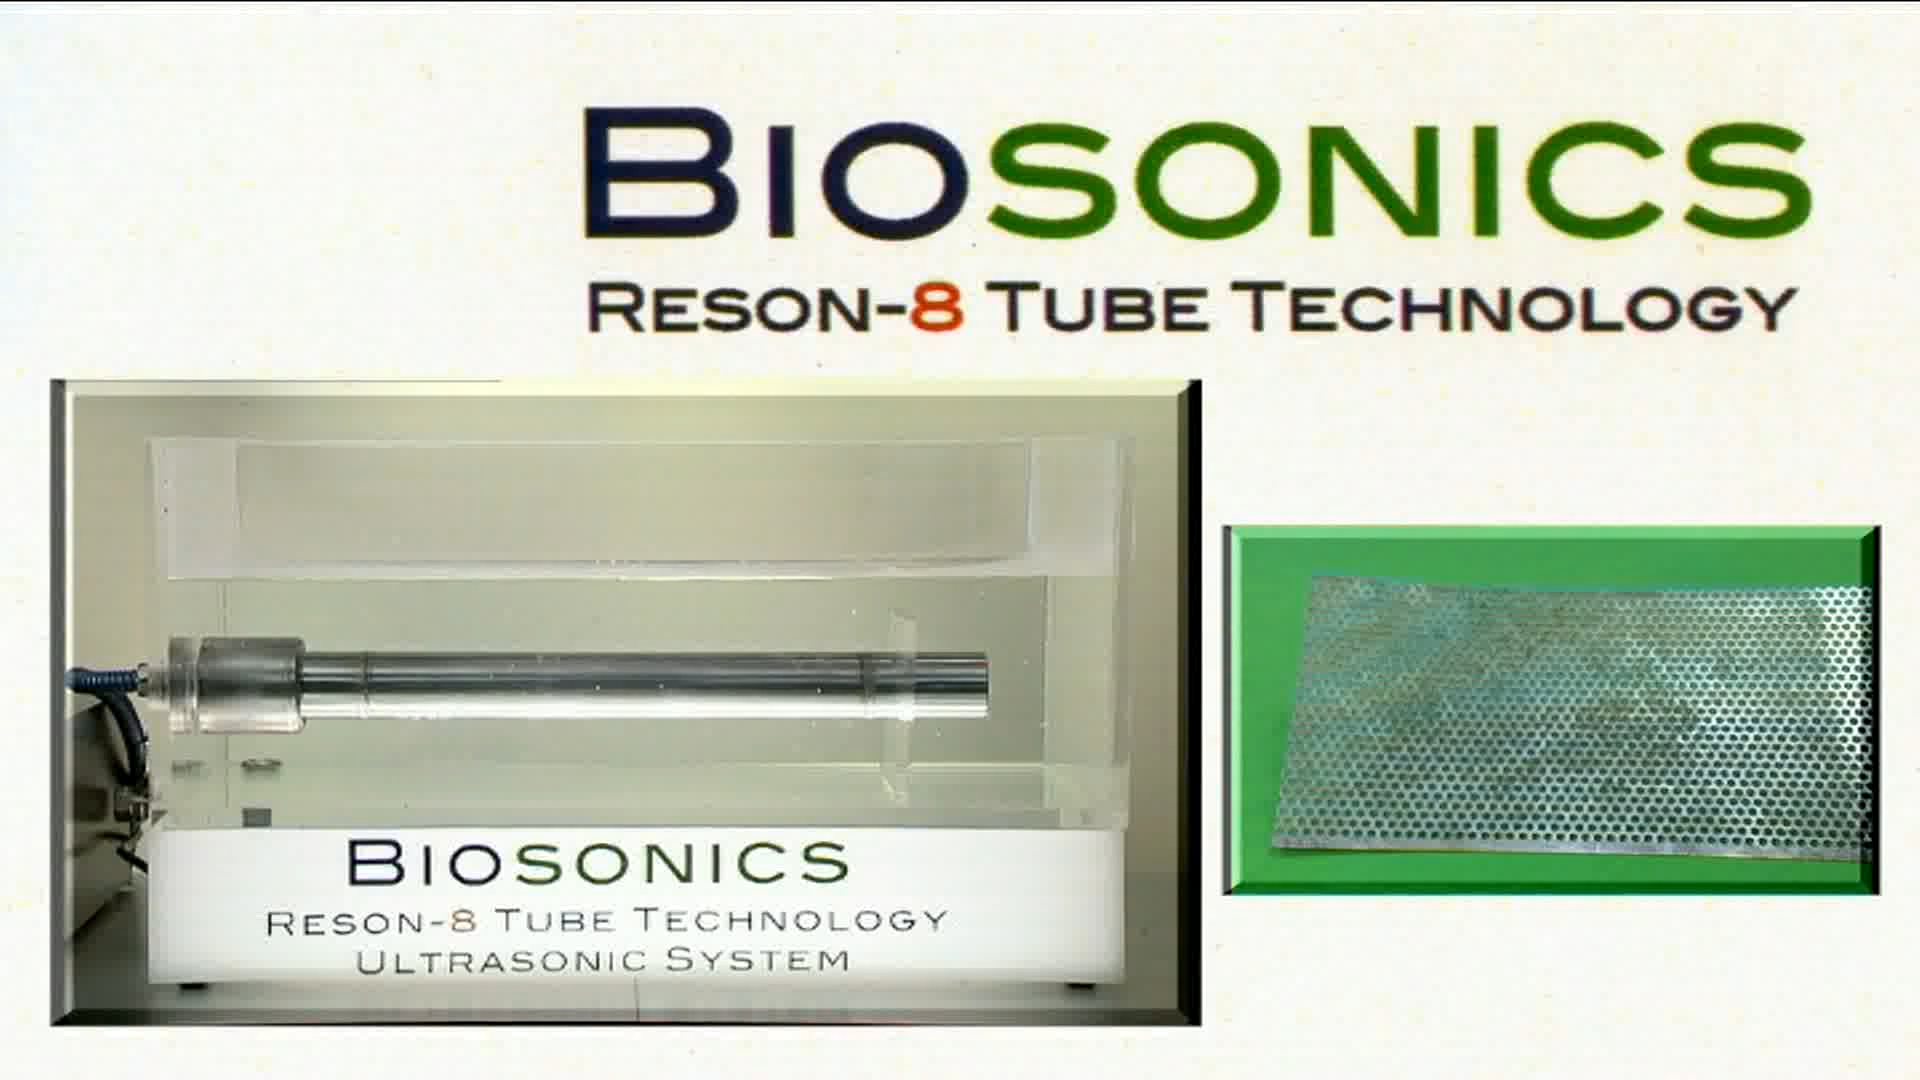 BIOSONICS
RESON-8 TUBE TECHNOLOGY
BIOSONICS
RESON-8 TUBE TECHNOLOGY
ULTRASONIC SYSTEM